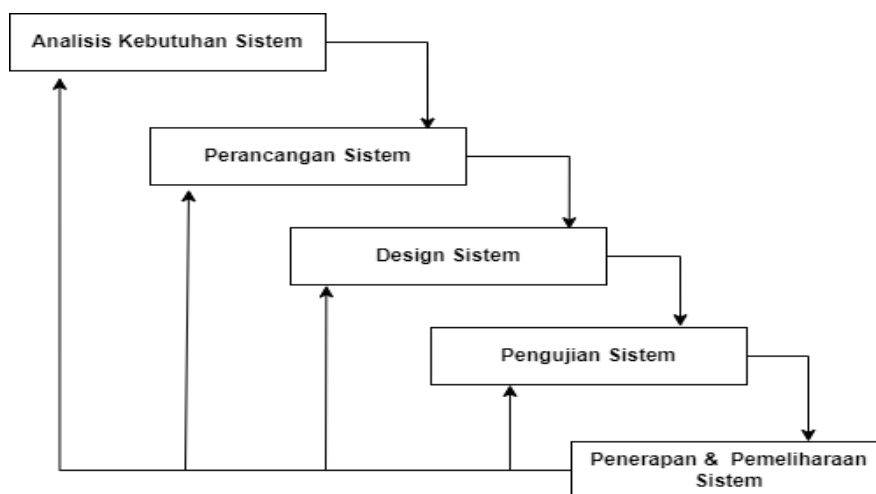 Analisis Kebutuhan Sistem
Perancangan Sistem
Design Sistem
Pengujian Sistem
Penerapan & Pemeliharaan
Sistem